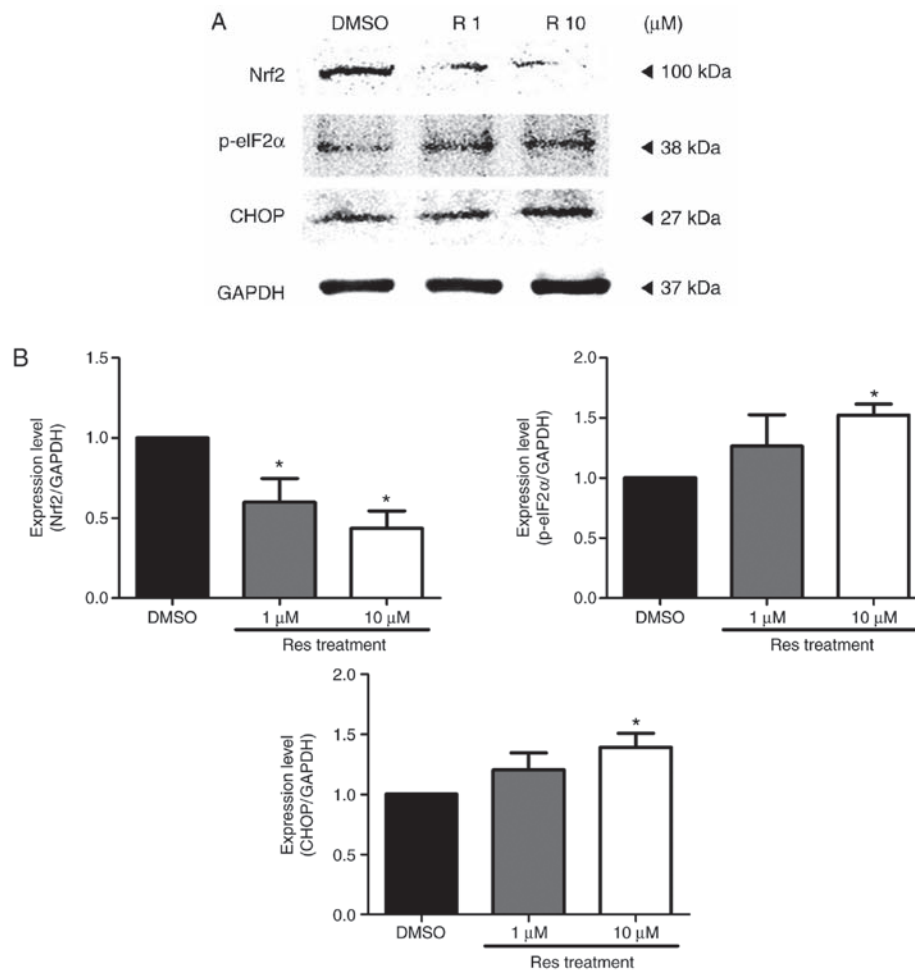 A
DMSO R 1 R 10 (μM)
Nrf2 ◄ 100 kDa
p-eIF2α ◄ 38 kDa
CHOP ◄ 27 kDa
GAPDH ◄ 37 kDa
B
Expression level
(Nrf2/GAPDH)
1.5
1.0
0.5
0.0
* *
DMSO 1 μM 10 μM
Res treatment
Expression level
(p-eIF2α/GAPDH)
2.0
1.5
1.0
0.5
0.0
*
DMSO 1 μM 10 μM
Res treatment
Expression level
(CHOP/GAPDH)
2.0
1.5
1.0
0.5
0.0
*
DMSO 1 μM 10 μM
Res treatment